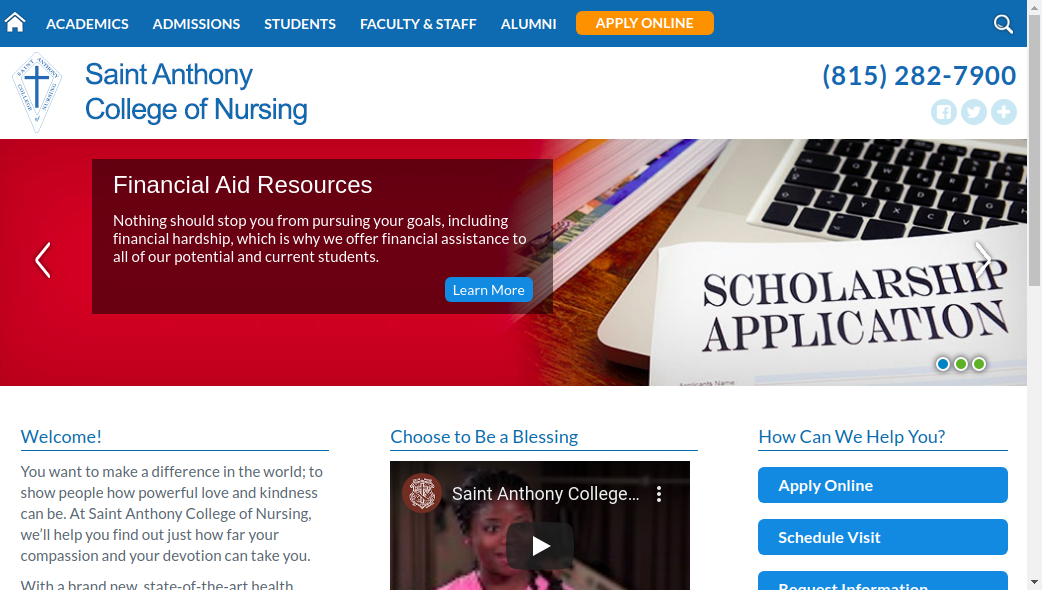 ACADEMICS ADMISSIONS STUDENTS FACULTY & STAFF ALUMNI APPLY ONLINE
Saint Anthony
College of Nursing
(815) 282-7900
Financial Aid Resources
Nothing should stop you from pursuing your goals, including
financial hardship, which is why we offer financial assistance to
all of our potential and current students.
Learn More
SCHOLARSHIP
APPLICATION
Applicants Name
Welcome!
You want to make a difference in the world; to
show people how powerful love and kindness
can be. At Saint Anthony College of Nursing,
we'll help you find out just how far your
compassion and your devotion can take you.
With a brand new, state-of-the-art health
Choose to Be a Blessing
Saint Anthony College...
How Can We Help You?
Apply Online
Schedule Visit
Request Information